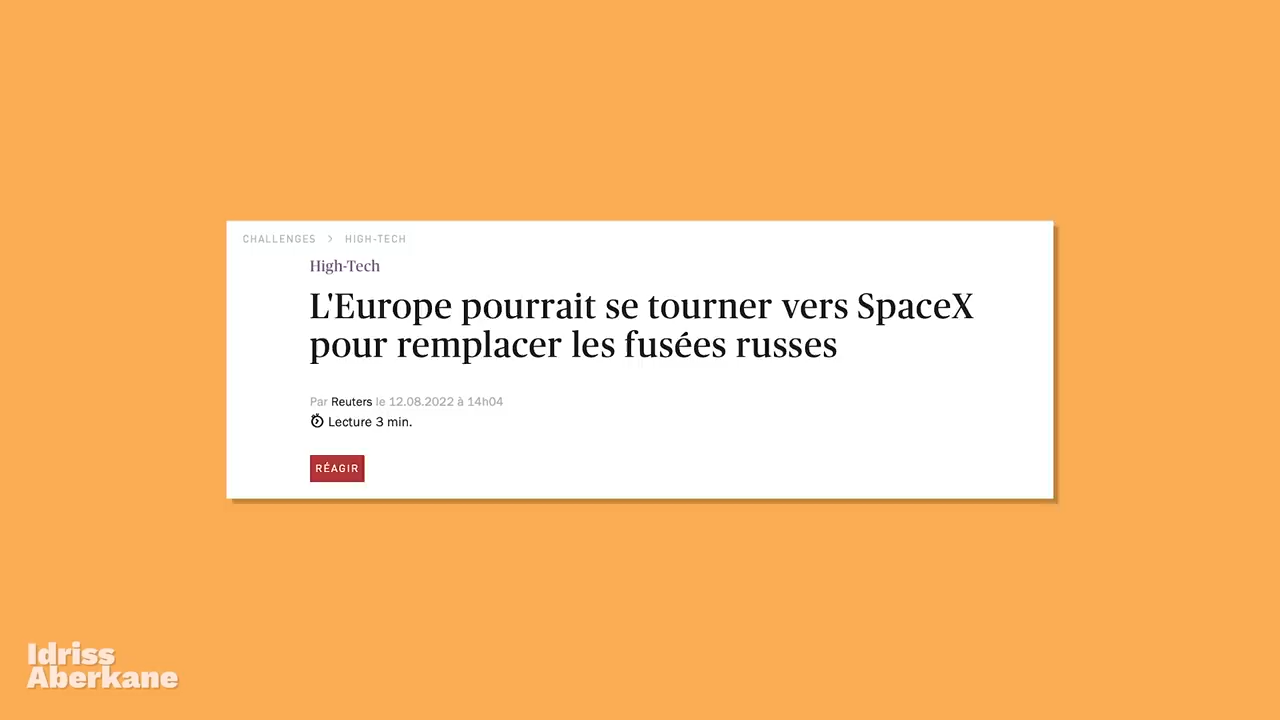 CHALLENGES > HIGH-TECH
High-Tech
L'Europe pourrait se tourner vers SpaceX
pour remplacer les fusées russes
Par Reuters le 12.08.2022 à 14h04
Lecture 3 min.
RÉAGIR
Idriss
Aberkane